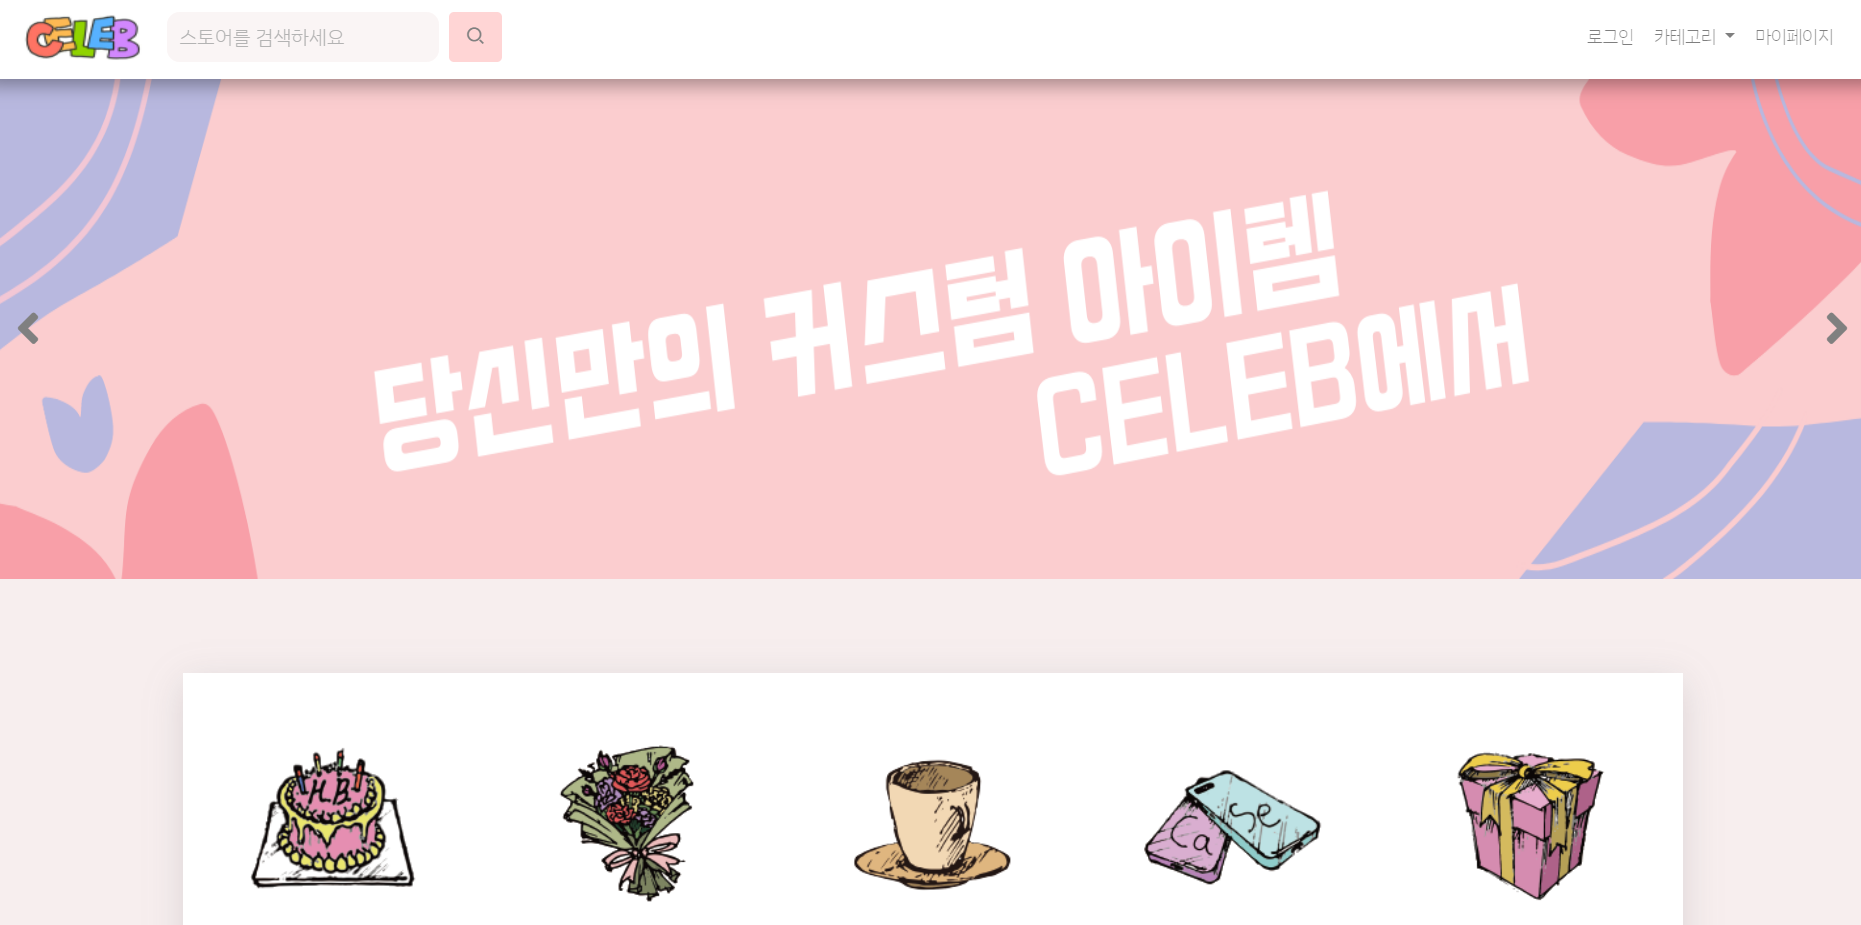 CELEB
스토어를 검색하세요
로그인
카테고리
마이페이지
당신만의 커스텀 아이템
CELEB에서
H.B.
Ca
se